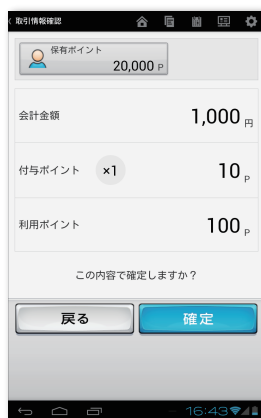 取引情報確認
保有ポイント
20,000 P
会計金額 1,000 円
付与ポイント ×1 10 P
利用ポイント 100 P
この内容で確定しますか？
戻る 確定
16:43